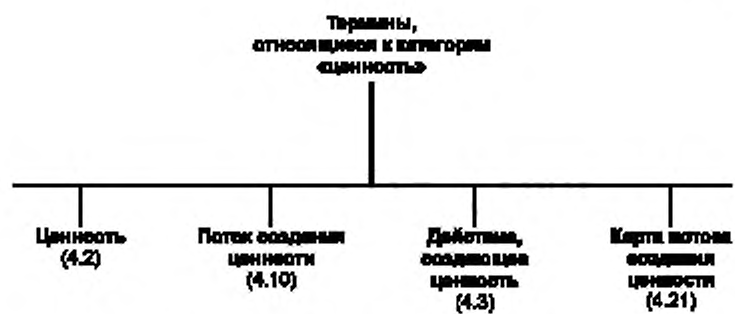 Термины,
относящиеся к категории
«ценность»
Ценность
(4.2)
Поток создания
ценности
(4.10)
Действие,
создающее
ценность
(4.3)
Карта потока
создания
ценности
(4.21)